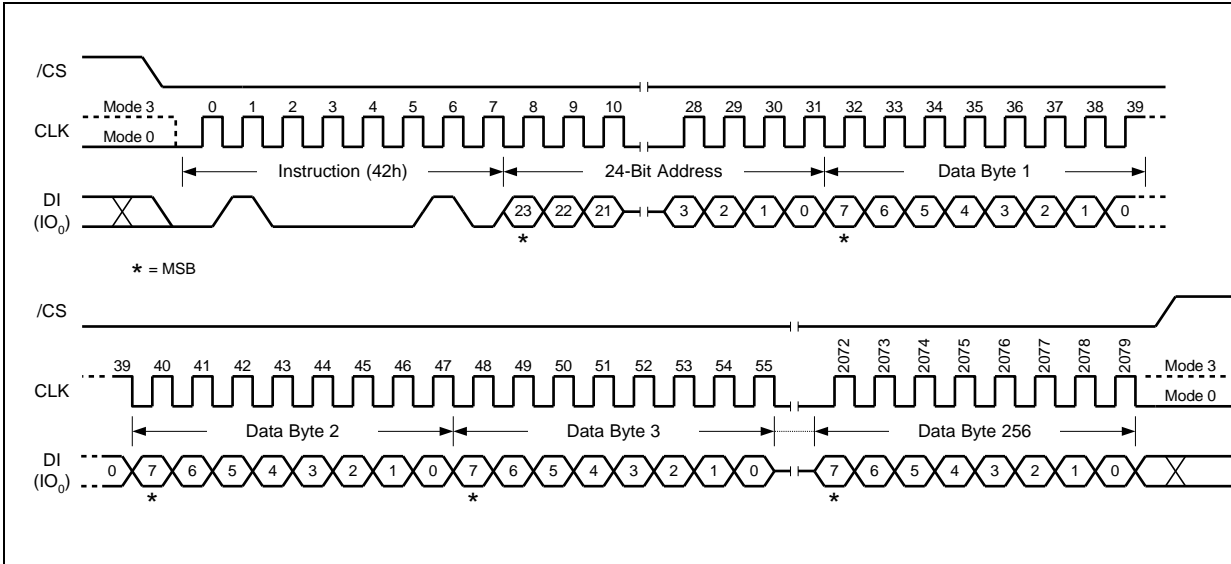 /CS
Mode 3 0 1 2 3 4 5 6 7 8 9 10 28 29 30 31 32 33 34 35 36 37 38 39
CLK
Mode 0
Instruction (42h) 24-Bit Address Data Byte 1
DI
(IO0) 23 22 21 3 2 1 0 7 6 5 4 3 2 1 0
* *
* = MSB
/CS
39 40 41 42 43 44 45 46 47 48 49 50 51 52 53 54 55 2072 2073 2074 2075 2076 2077 2078 2079 Mode 3
CLK
Mode 0
Data Byte 2 Data Byte 3 Data Byte 256
DI
(IO0) 0 7 6 5 4 3 2 1 0 7 6 5 4 3 2 1 0 7 6 5 4 3 2 1 0
* * *